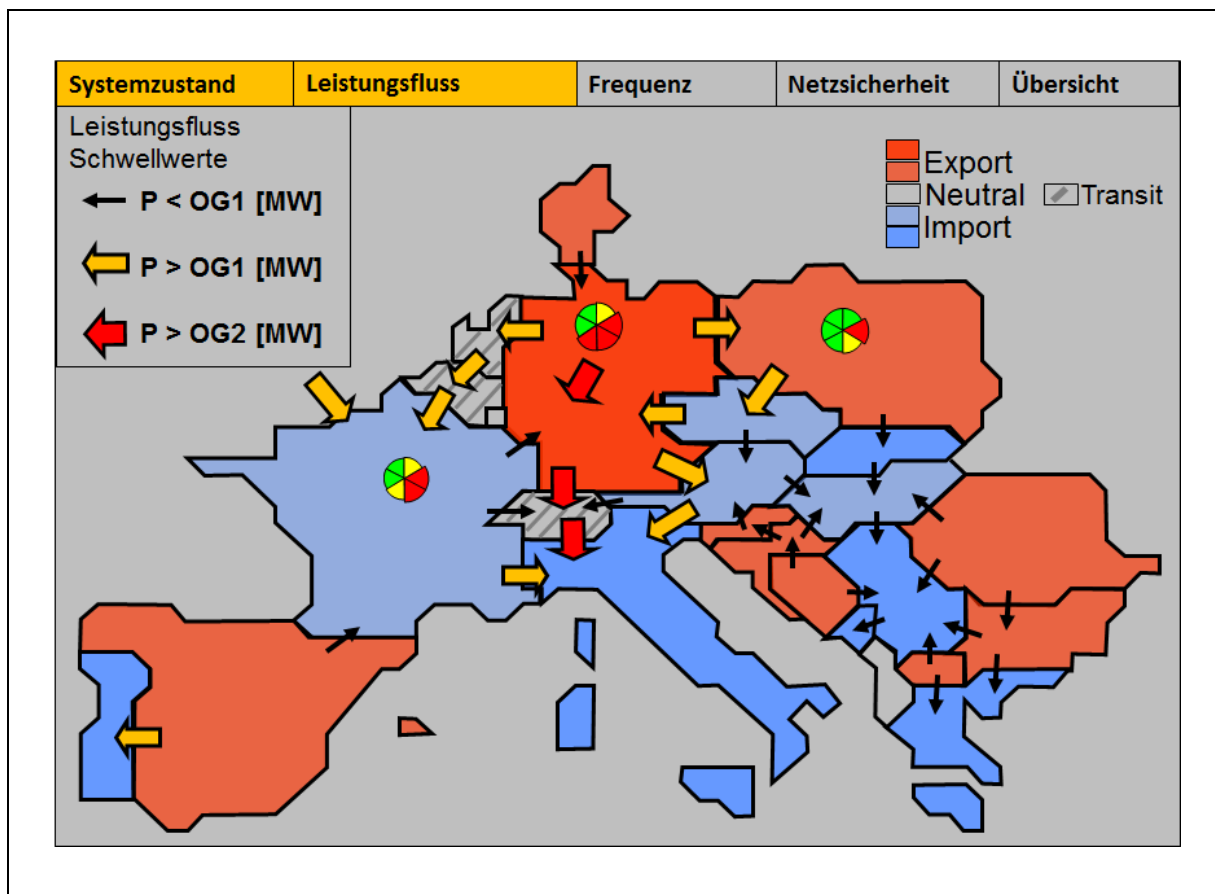 Systemzustand
Leistungsfluss
Frequenz
Netzsicherheit
Übersicht
Leistungsfluss
Schwellwerte
P < OG1 [MW]
P > OG1 [MW]
P > OG2 [MW]
Export
Neutral
Transit
Import